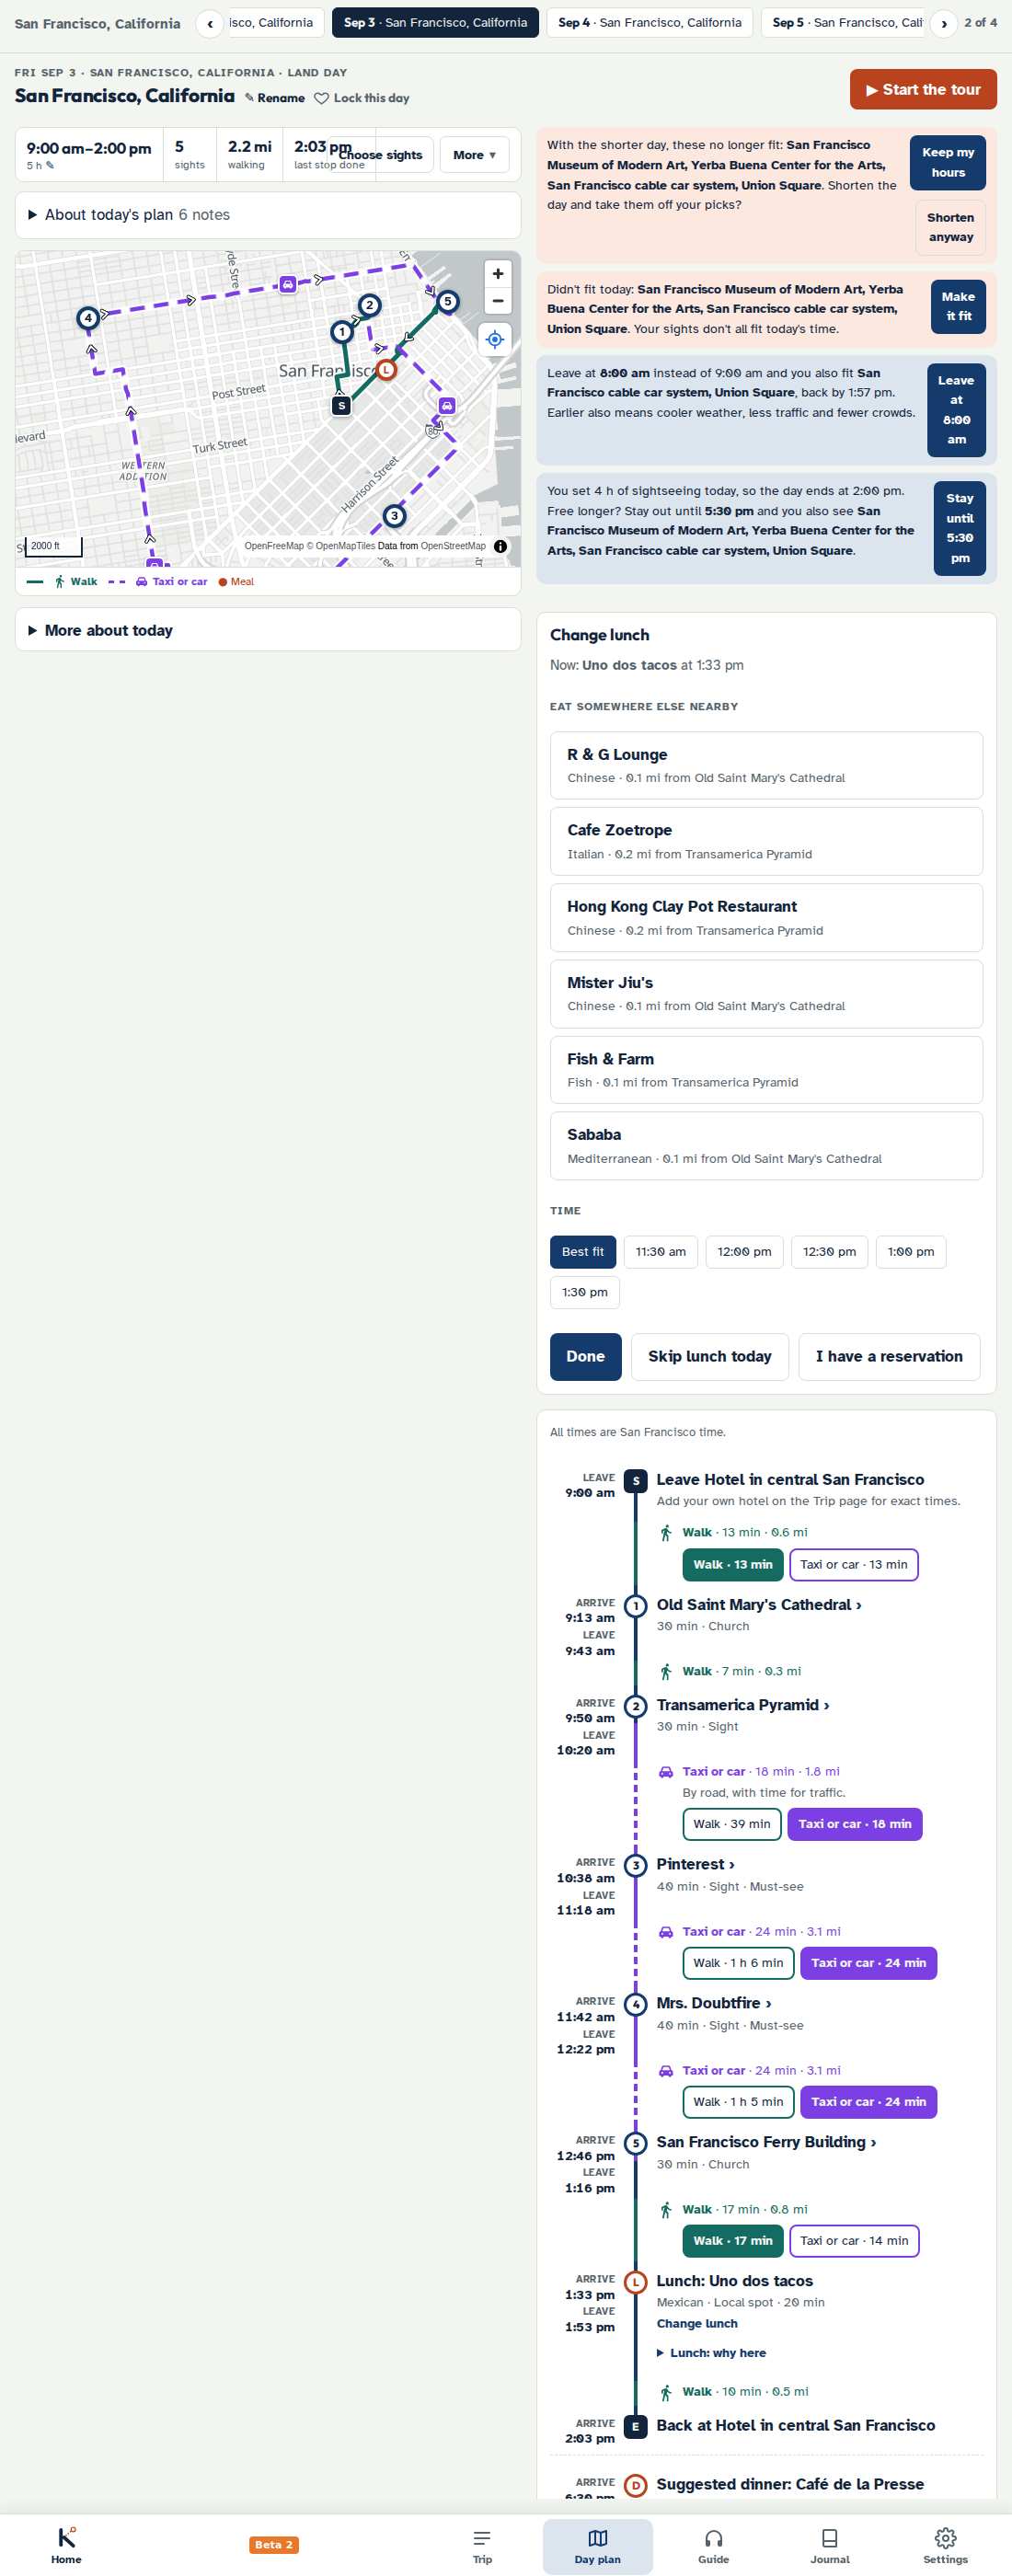 San Francisco, California
‹
isco, California
Sep 3 · San Francisco, California
Sep 4 · San Francisco, California
Sep 5 · San Francisco, Cali
›
2 of 4
FRI SEP 3 · SAN FRANCISCO, CALIFORNIA · LAND DAY
San Francisco, California ✎ Rename Lock this day
▶ Start the tour
9:00 am–2:00 pm
5 h ✎
5
sights
2.2 mi
walking
2:03 pm
last stop done
Choose sights
More ▾
▶ About today's plan 6 notes
San Francisco
Post Street
Turk Street
Harrison Street
80
1
2
3
4
5
S
L
+
−
2000 ft
OpenFreeMap © OpenMapTiles Data from OpenStreetMap
Walk
Taxi or car
Meal
▶ More about today
With the shorter day, these no longer fit: San Francisco
Museum of Modern Art, Yerba Buena Center for the Arts,
San Francisco cable car system, Union Square. Shorten the
day and take them off your picks?
Keep my
hours
Shorten
anyway
Didn't fit today: San Francisco Museum of Modern Art, Yerba
Buena Center for the Arts, San Francisco cable car system,
Union Square. Your sights don't all fit today's time.
Make
it fit
Leave at 8:00 am instead of 9:00 am and you also fit San
Francisco cable car system, Union Square, back by 1:57 pm.
Earlier also means cooler weather, less traffic and fewer crowds.
Leave
at
8:00
am
You set 4 h of sightseeing today, so the day ends at 2:00 pm.
Free longer? Stay out until 5:30 pm and you also see San
Francisco Museum of Modern Art, Yerba Buena Center for the
Arts, San Francisco cable car system, Union Square.
Stay
until
5:30
pm
Change lunch
Now: Uno dos tacos at 1:33 pm
EAT SOMEWHERE ELSE NEARBY
R & G Lounge
Chinese · 0.1 mi from Old Saint Mary's Cathedral
Cafe Zoetrope
Italian · 0.2 mi from Transamerica Pyramid
Hong Kong Clay Pot Restaurant
Chinese · 0.2 mi from Transamerica Pyramid
Mister Jiu's
Chinese · 0.1 mi from Old Saint Mary's Cathedral
Fish & Farm
Fish · 0.1 mi from Transamerica Pyramid
Sababa
Mediterranean · 0.1 mi from Old Saint Mary's Cathedral
TIME
Best fit
11:30 am
12:00 pm
12:30 pm
1:00 pm
1:30 pm
Done
Skip lunch today
I have a reservation
All times are San Francisco time.
LEAVE
9:00 am
S
Leave Hotel in central San Francisco
Add your own hotel on the Trip page for exact times.
Walk · 13 min · 0.6 mi
Walk · 13 min
Taxi or car · 13 min
ARRIVE
9:13 am
LEAVE
9:43 am
1
Old Saint Mary's Cathedral ›
30 min · Church
Walk · 7 min · 0.3 mi
ARRIVE
9:50 am
LEAVE
10:20 am
2
Transamerica Pyramid ›
30 min · Sight
Taxi or car · 18 min · 1.8 mi
By road, with time for traffic.
Walk · 39 min
Taxi or car · 18 min
ARRIVE
10:38 am
LEAVE
11:18 am
3
Pinterest ›
40 min · Sight · Must-see
Taxi or car · 24 min · 3.1 mi
Walk · 1 h 6 min
Taxi or car · 24 min
ARRIVE
11:42 am
LEAVE
12:22 pm
4
Mrs. Doubtfire ›
40 min · Sight · Must-see
Taxi or car · 24 min · 3.1 mi
Walk · 1 h 5 min
Taxi or car · 24 min
ARRIVE
12:46 pm
LEAVE
1:16 pm
5
San Francisco Ferry Building ›
30 min · Church
Walk · 17 min · 0.8 mi
Walk · 17 min
Taxi or car · 14 min
ARRIVE
1:33 pm
LEAVE
1:53 pm
L
Lunch: Uno dos tacos
Mexican · Local spot · 20 min
Change lunch
▶ Lunch: why here
Walk · 10 min · 0.5 mi
ARRIVE
2:03 pm
E
Back at Hotel in central San Francisco
ARRIVE
6:30 pm
D
Suggested dinner: Café de la Presse
Home
Beta 2
Trip
Day plan
Guide
Journal
Settings